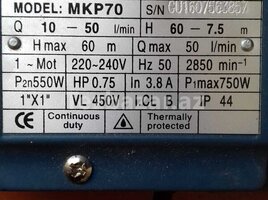 MODEL: MKP70 S/N CU1607563857
Q 10 – 50 l/min H 60 – 7.5 m
H max 60 m Q max 50 l/min
1 ~ Mot 220~240V Hz 50 2850 min⁻¹
P2n550W HP 0.75 In 3.8 A P1max750W
1"X1" VL 450V I.CL B IP 44
Continuous duty Thermally protected